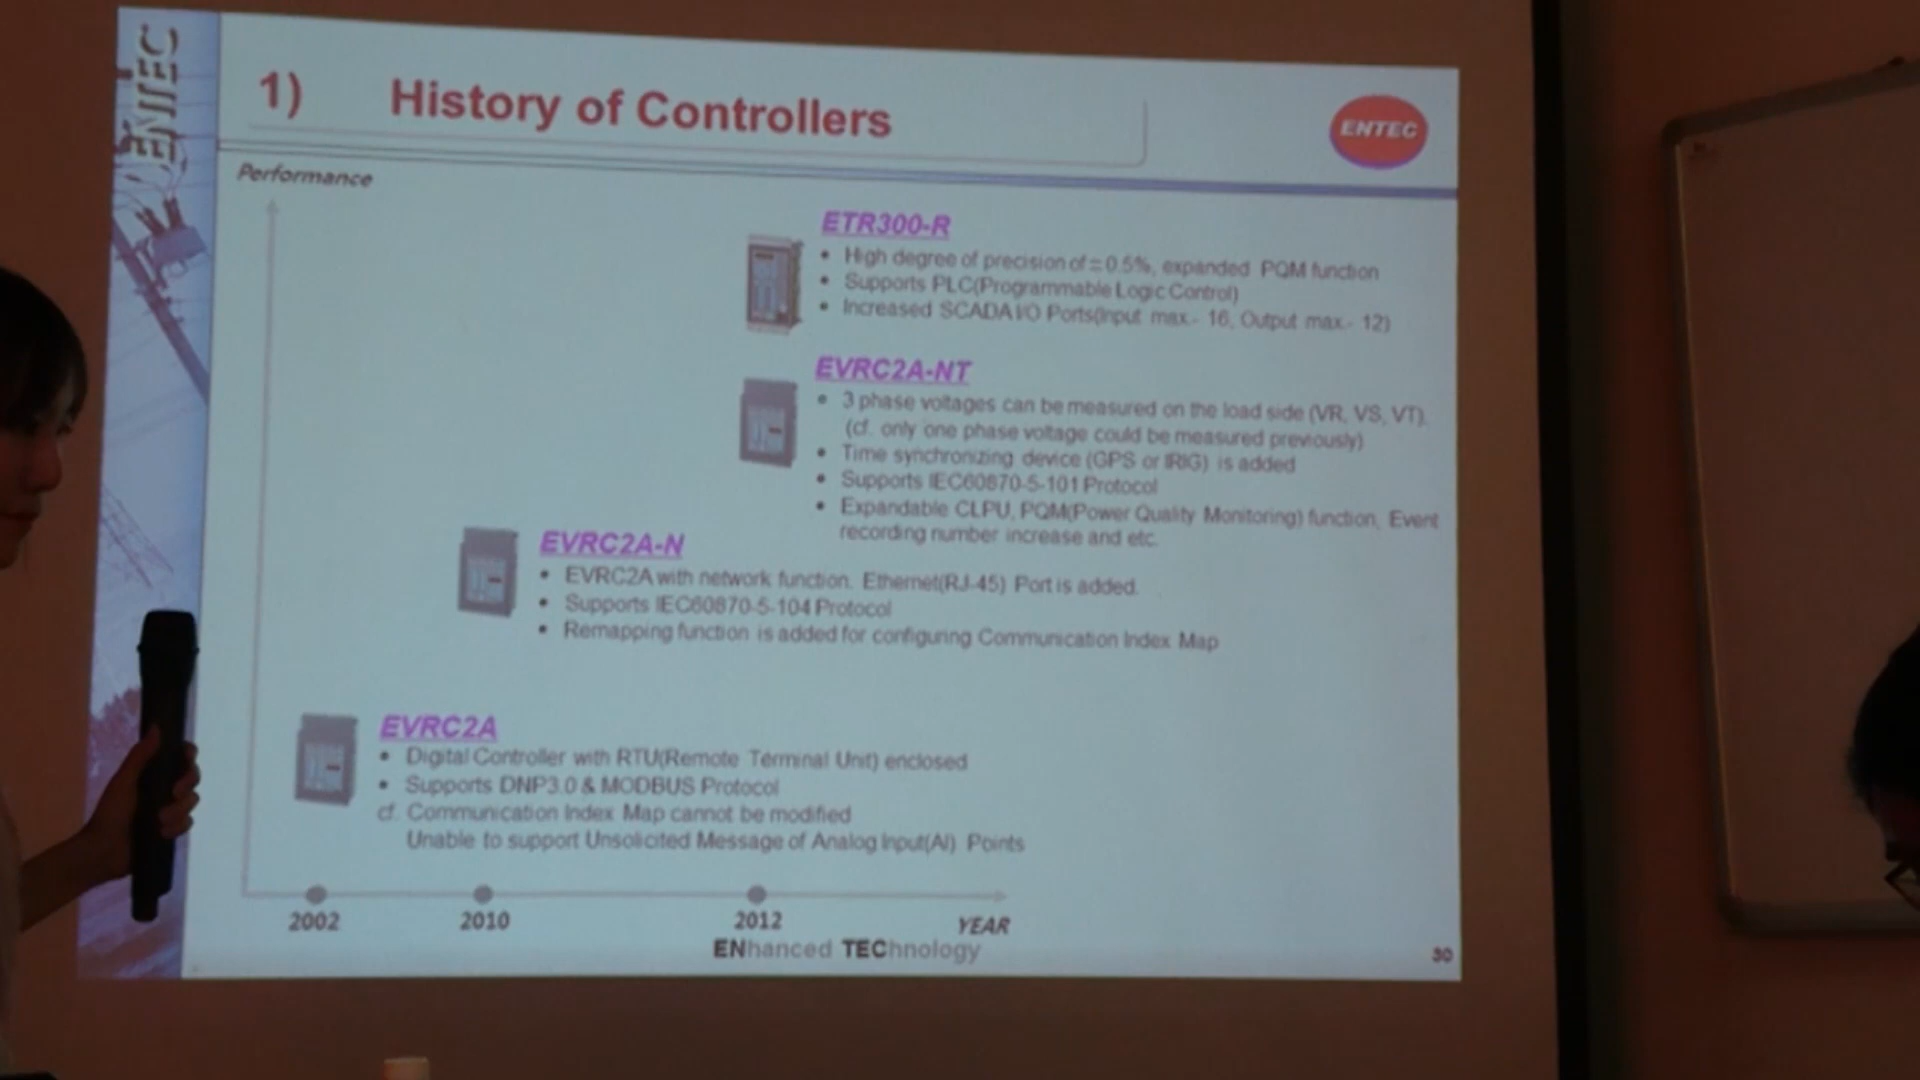 ENTEC
1) History of Controllers
ENTEC
Performance
ETR300-R
• High degree of precision of ± 0.5%, expanded PQM function
• Supports PLC(Programmable Logic Control)
• Increased SCADA I/O Ports(Input max.- 16, Output max.- 12)
EVRC2A-NT
• 3 phase voltages can be measured on the load side (VR, VS, VT).
(cf. only one phase voltage could be measured previously)
• Time synchronizing device (GPS or IRIG) is added
• Supports IEC60870-5-101 Protocol
• Expandable CLPU, PQM(Power Quality Monitoring) function, Event
recording number increase and etc.
EVRC2A-N
• EVRC2A with network function. Ethernet(RJ-45) Port is added.
• Supports IEC60870-5-104 Protocol
• Remapping function is added for configuring Communication Index Map
EVRC2A
• Digital Controller with RTU(Remote Terminal Unit) enclosed
• Supports DNP3.0 & MODBUS Protocol
cf. Communication Index Map cannot be modified
Unable to support Unsolicited Message of Analog Input(AI) Points
2002 2010 2012 YEAR
ENhanced TEChnology
30